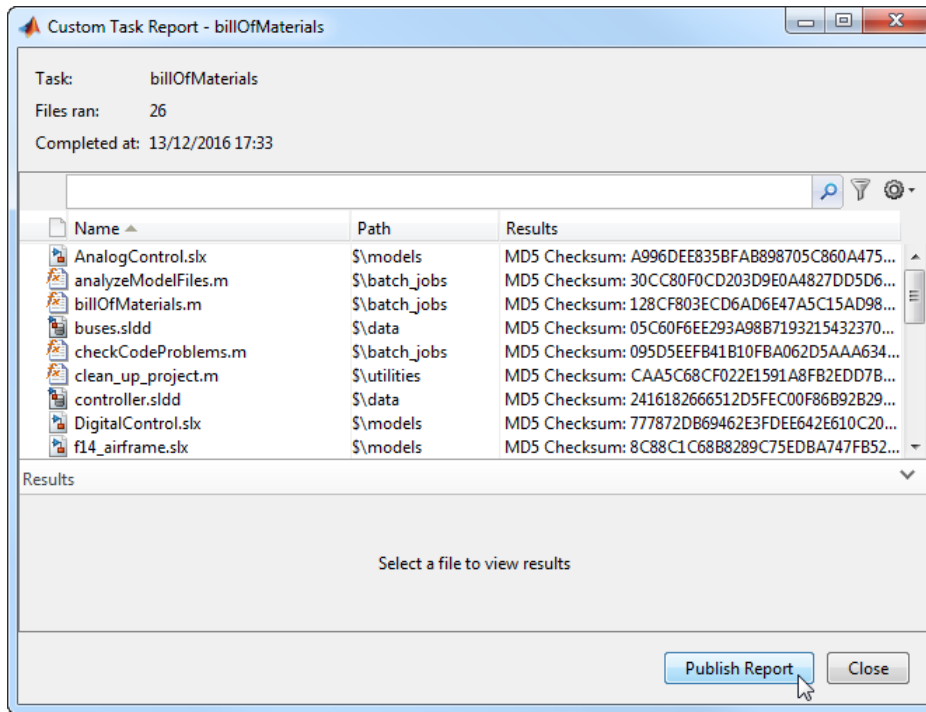 Custom Task Report - billOfMaterials
Task: billOfMaterials
Files ran: 26
Completed at: 13/12/2016 17:33
Name Path Results
AnalogControl.slx $\models MD5 Checksum: A996DEE835BFAB898705C860A475...
analyzeModelFiles.m $\batch_jobs MD5 Checksum: 30CC80F0CD203D9E0A4827DD5D6...
billOfMaterials.m $\batch_jobs MD5 Checksum: 128CF803ECD6AD6E47A5C15AD98...
buses.sldd $\data MD5 Checksum: 05C60F6EE293A98B7193215432370...
checkCodeProblems.m $\batch_jobs MD5 Checksum: 095D5EEFB41B10FBA062D5AAA634...
clean_up_project.m $\utilities MD5 Checksum: CAA5C68CF022E1591A8FB2EDD7B...
controller.sldd $\data MD5 Checksum: 2416182666512D5FEC00F86B92B29...
DigitalControl.slx $\models MD5 Checksum: 777872DB69462E3FDEE642E610C20...
f14_airframe.slx $\models MD5 Checksum: 8C88C1C68B8289C75EDBA747FB52...
Results
Select a file to view results
Publish Report Close